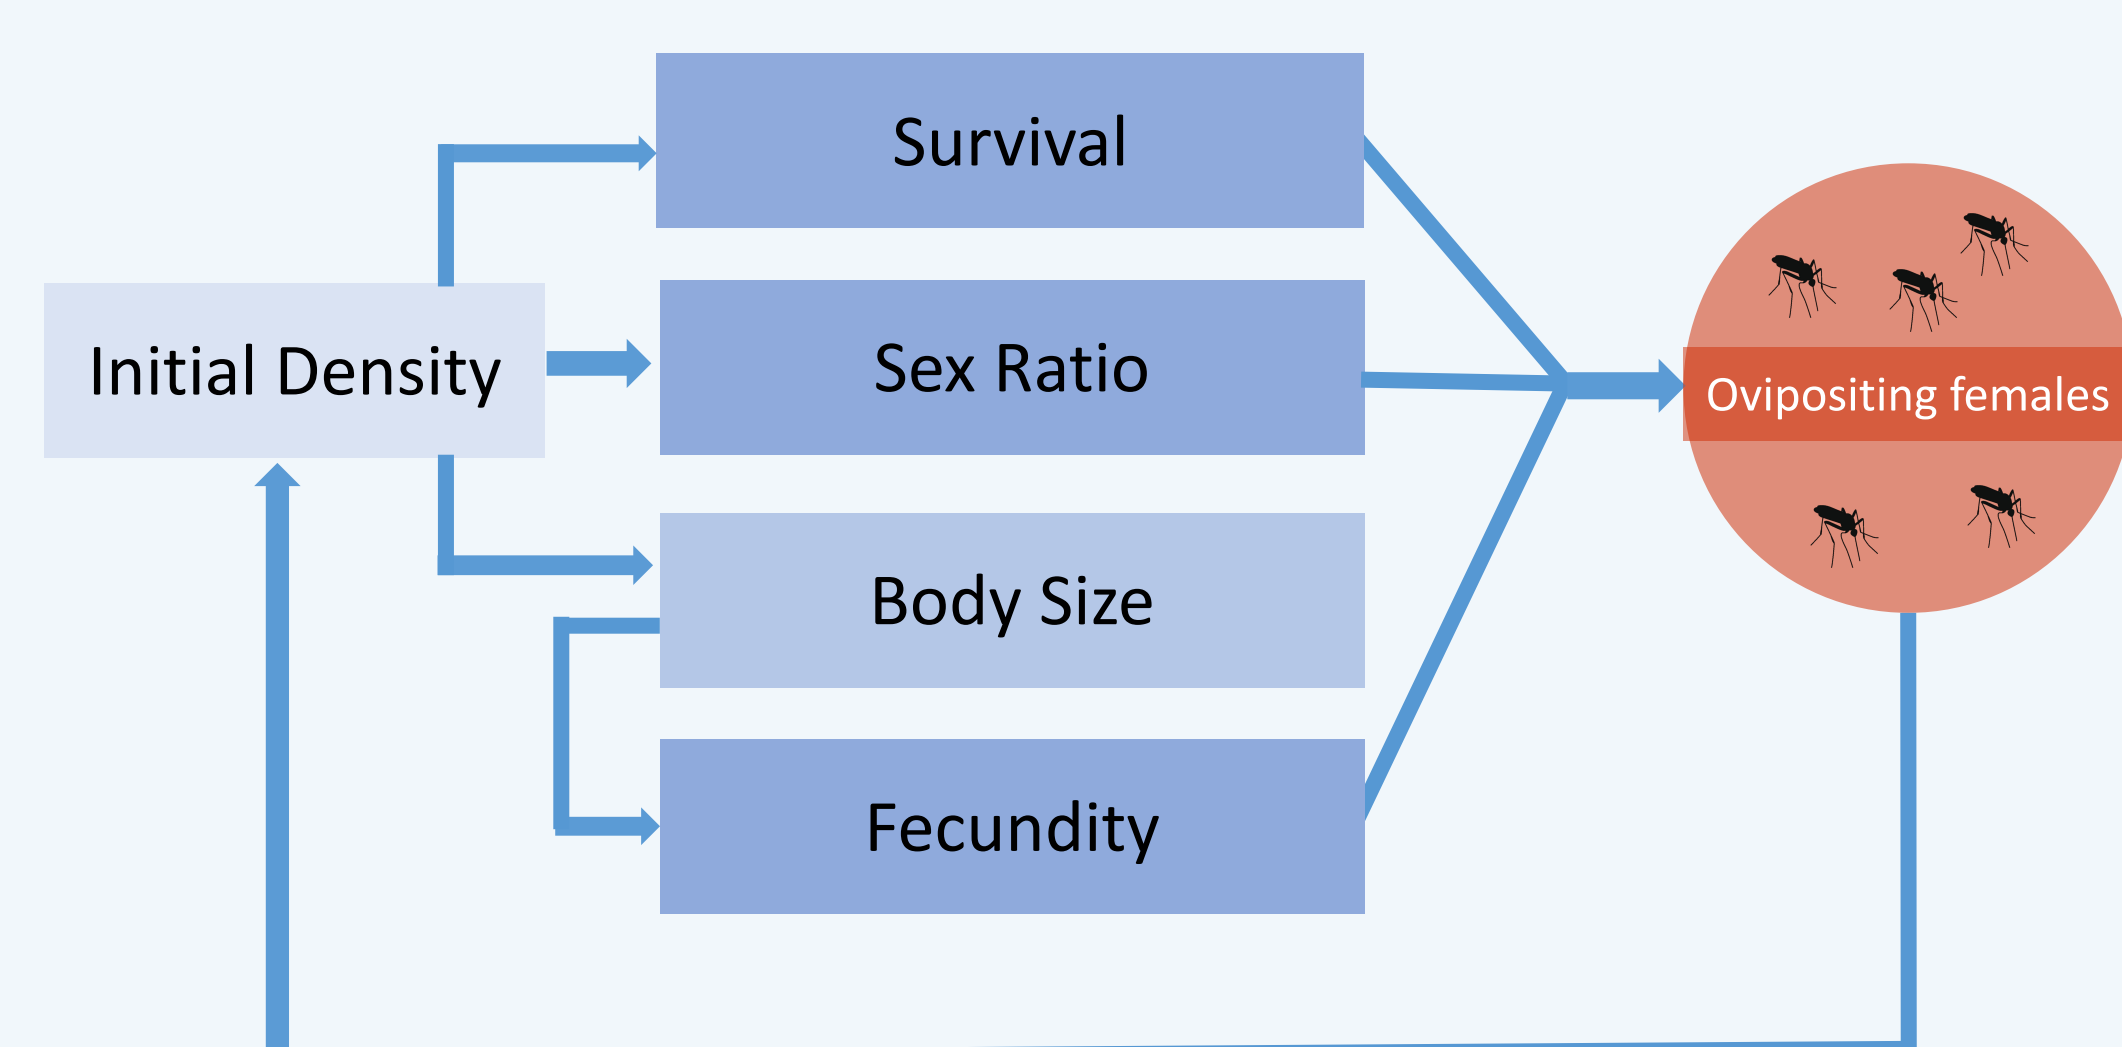 Survival
Initial Density
Sex Ratio
Ovipositing females
Body Size
Fecundity